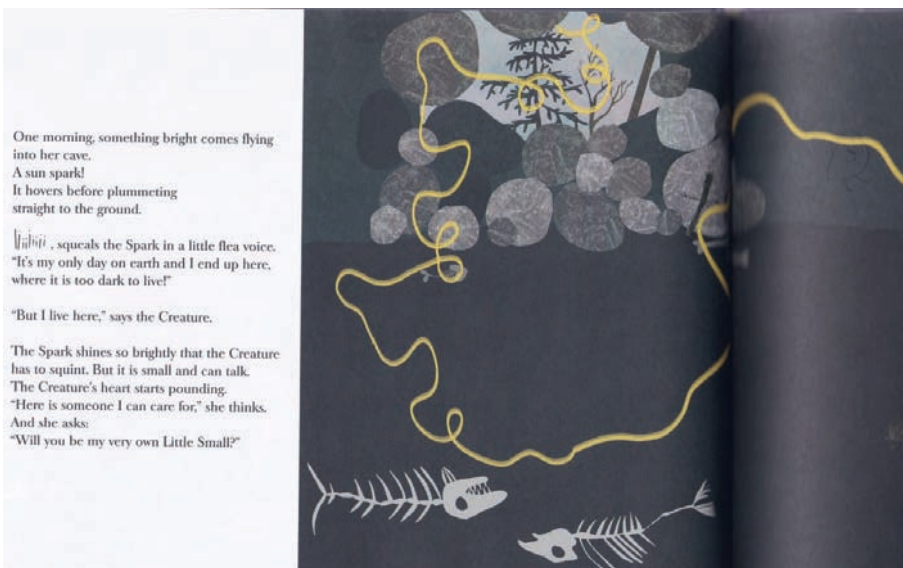 One morning, something bright comes flying
into her cave.
A sun spark!
It hovers before plummeting
straight to the ground.
, squeals the Spark in a little flea voice.
“It’s my only day on earth and I end up here,
where it is too dark to live!”
“But I live here,” says the Creature.
The Spark shines so brightly that the Creature
has to squint. But it is small and can talk.
The Creature’s heart starts pounding.
“Here is someone I can care for,” she thinks.
And she asks:
“Will you be my very own Little Small?”